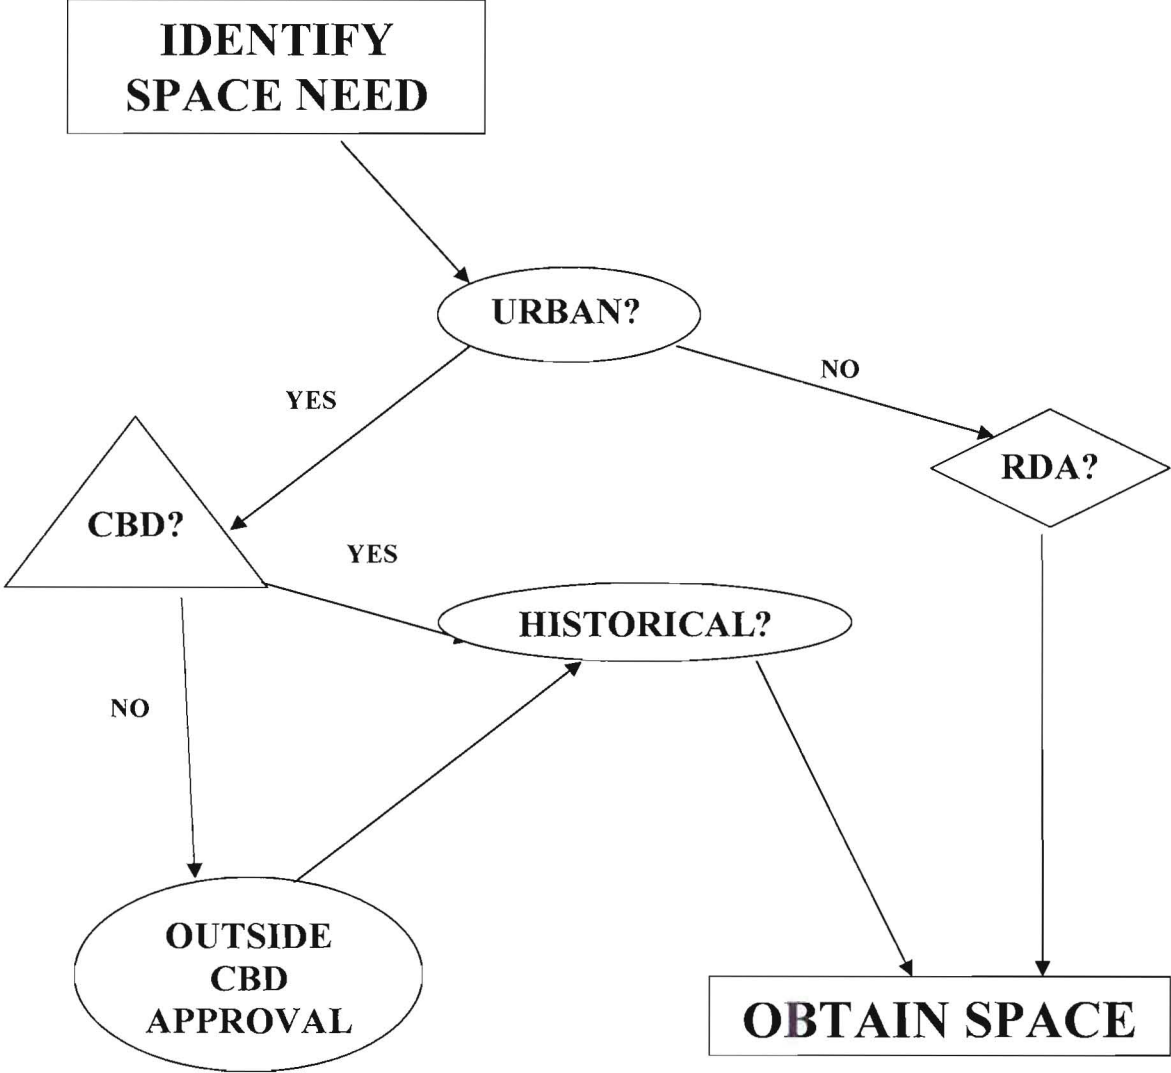 IDENTIFY
SPACE NEED
URBAN?
NO
YES
RDA?
CBD?
YES
HISTORICAL?
NO
OUTSIDE
CBD
APPROVAL
OBTAIN SPACE